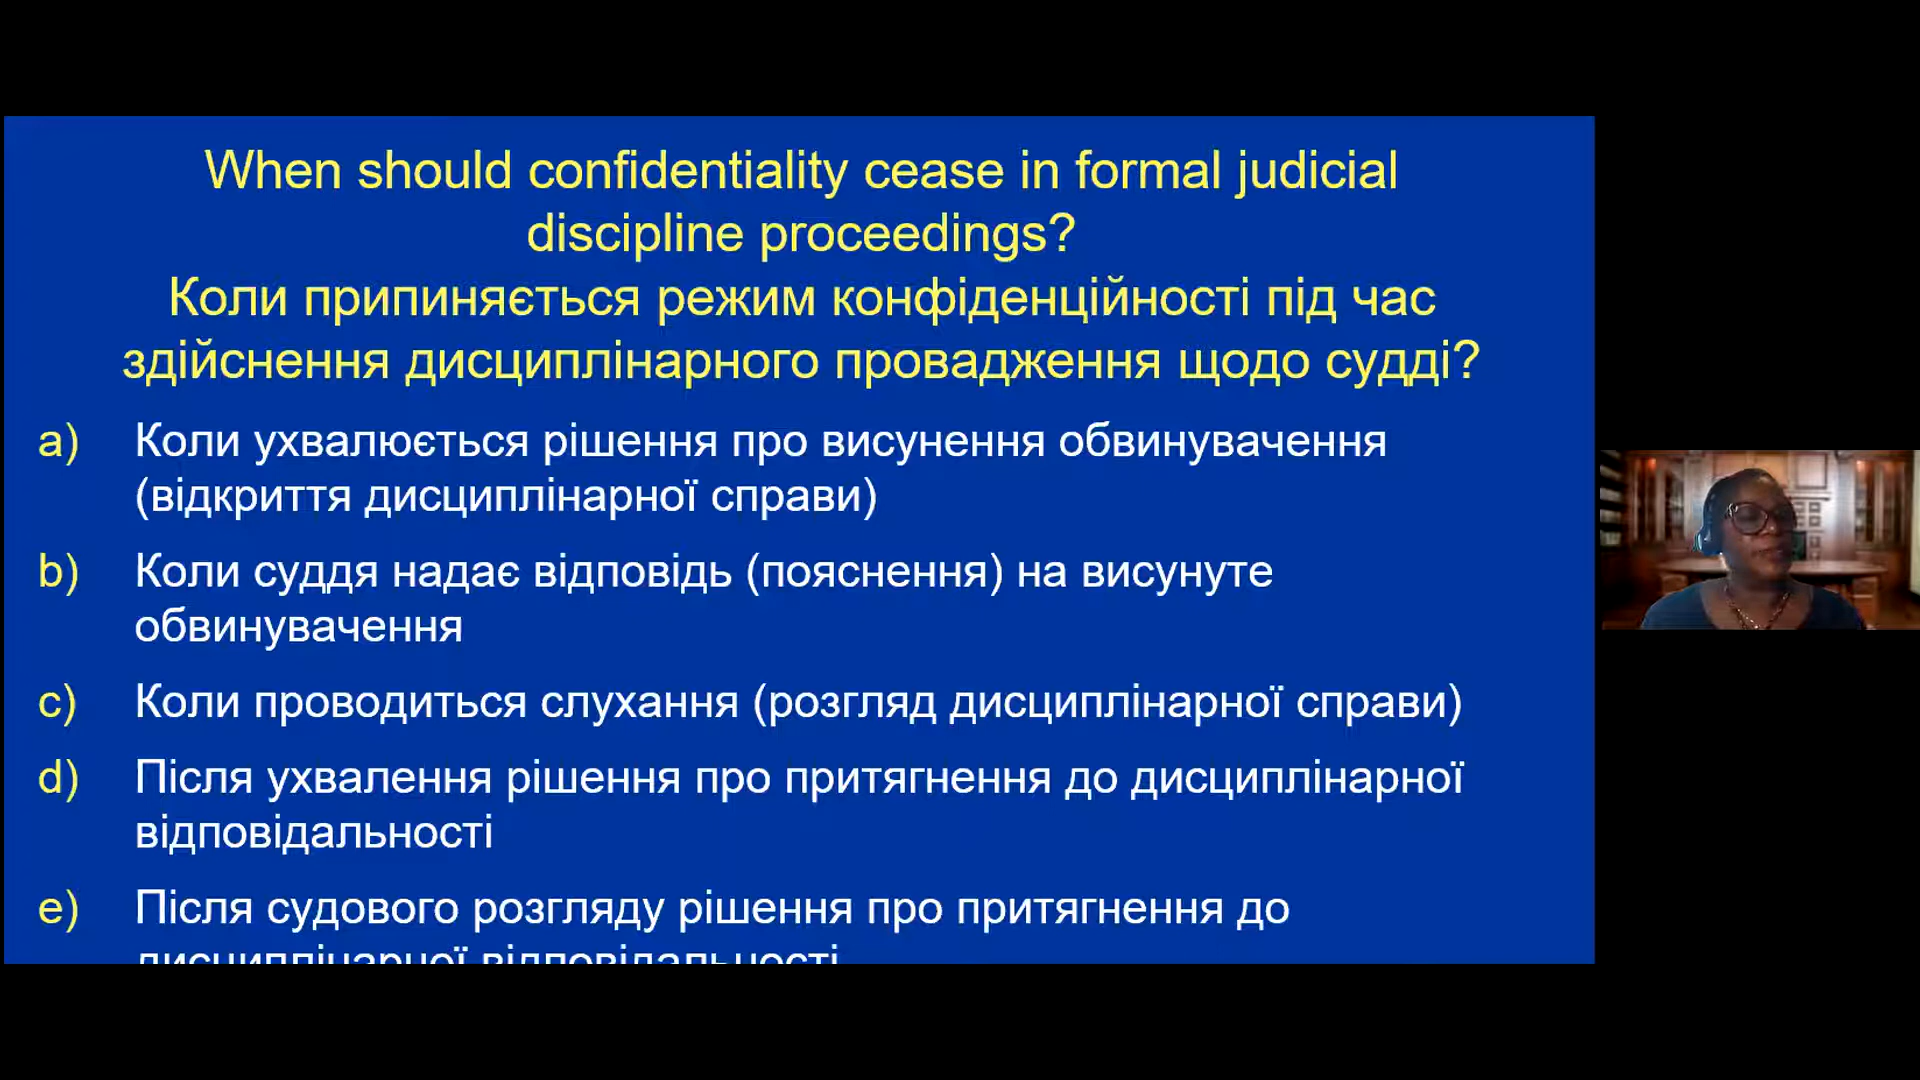 When should confidentiality cease in formal judicial
discipline proceedings?
Коли припиняється режим конфіденційності під час
здійснення дисциплінарного провадження щодо судді?
a) Коли ухвалюється рішення про висунення обвинувачення
(відкриття дисциплінарної справи)
b) Коли суддя надає відповідь (пояснення) на висунуте
обвинувачення
c) Коли проводиться слухання (розгляд дисциплінарної справи)
d) Після ухвалення рішення про притягнення до дисциплінарної
відповідальності
e) Після судового розгляду рішення про притягнення до
дисциплінарної відповідальності